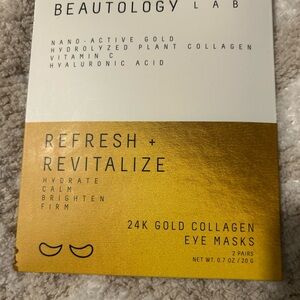 BEAUTOLOGY LAB
NANO-ACTIVE GOLD
HYDROLYZED PLANT COLLAGEN
VITAMIN C
HYALURONIC ACID
REFRESH +
REVITALIZE
HYDRATE
CALM
BRIGHTEN
FIRM
24K GOLD COLLAGEN
EYE MASKS
2 PAIRS
NET WT. 0.7 OZ / 20 G